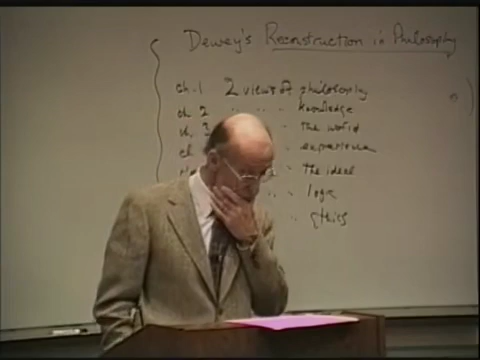 Dewey's Reconstruction in Philosophy
ch. 1 2 views of philosophy
ch 2 " " " knowledge
ch. 3 " the world
ch " experience
" the ideal
" logic
" ethics